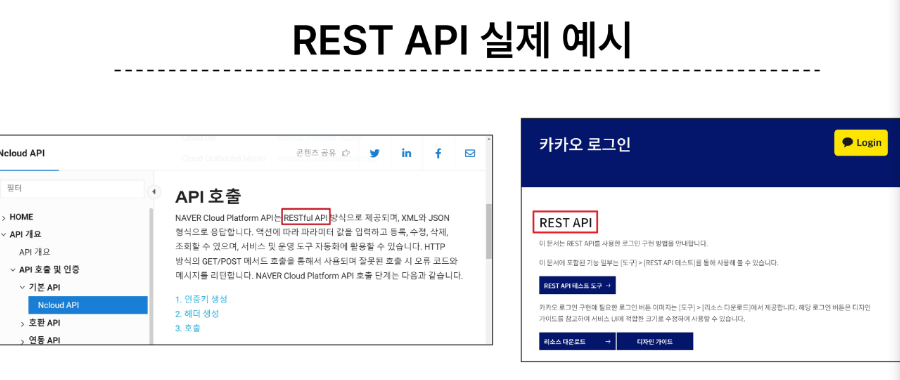 REST API 실제 예시
Ncloud API
콘텐츠 공유
필터
HOME
API 개요
API 개요
API 호출 및 인증
기본 API
Ncloud API
호환 API
연동 API
API 호출
NAVER Cloud Platform API는 RESTful API 방식으로 제공되며, XML와 JSON
형식으로 응답합니다. 액션에 따라 파라미터 값을 입력하고 등록, 수정, 삭제,
조회할 수 있으며, 서비스 및 운영 도구 자동화에 활용할 수 있습니다. HTTP
방식의 GET/POST 메서드 호출을 통해서 사용되며 잘못된 호출 시 오류 코드와
메시지를 리턴합니다. NAVER Cloud Platform API 호출 단계는 다음과 같습니다.
1. 인증키 생성
2. 헤더 생성
3. 호출
카카오 로그인
Login
REST API
이 문서는 REST API를 사용한 로그인 구현 방법을 안내합니다.
이 문서에 포함된 기능 일부는 [도구] > [REST API 테스트]를 통해 사용해 볼 수 있습니다.
REST API 테스트 도구 →
카카오 로그인 구현에 필요한 로그인 버튼 이미지는 [도구] > [리소스 다운로드]에서 제공합니다. 해당 로그인 버튼은 디자인
가이드를 참고하여 서비스 UI에 적합한 크기로 수정하여 사용할 수 있습니다.
리소스 다운로드 →
디자인 가이드